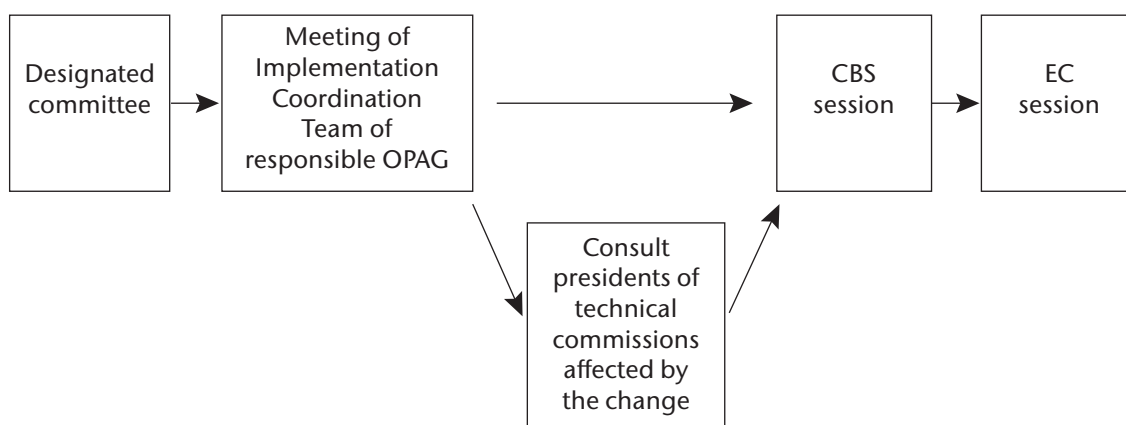 Designated
committee
Meeting of
Implementation
Coordination
Team of
responsible OPAG
CBS
session
EC
session
Consult
presidents of
technical
commissions
affected by
the change